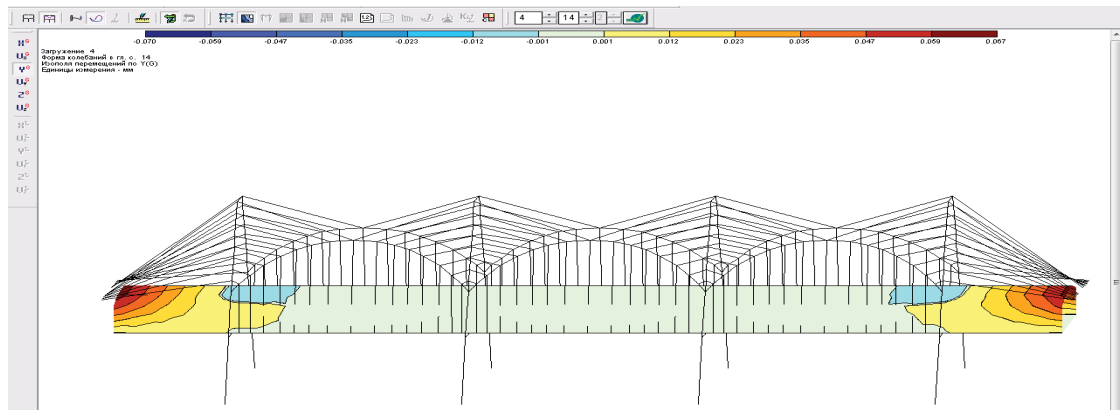 4 14 2
-0.070 -0.059 -0.047 -0.035 -0.023 -0.012 -0.001 0.001 0.012 0.023 0.035 0.047 0.059 0.067
Загружение 4
Форма колебаний в гл. о. 14
Изополя перемещений по Y(G)
Единицы измерения - мм